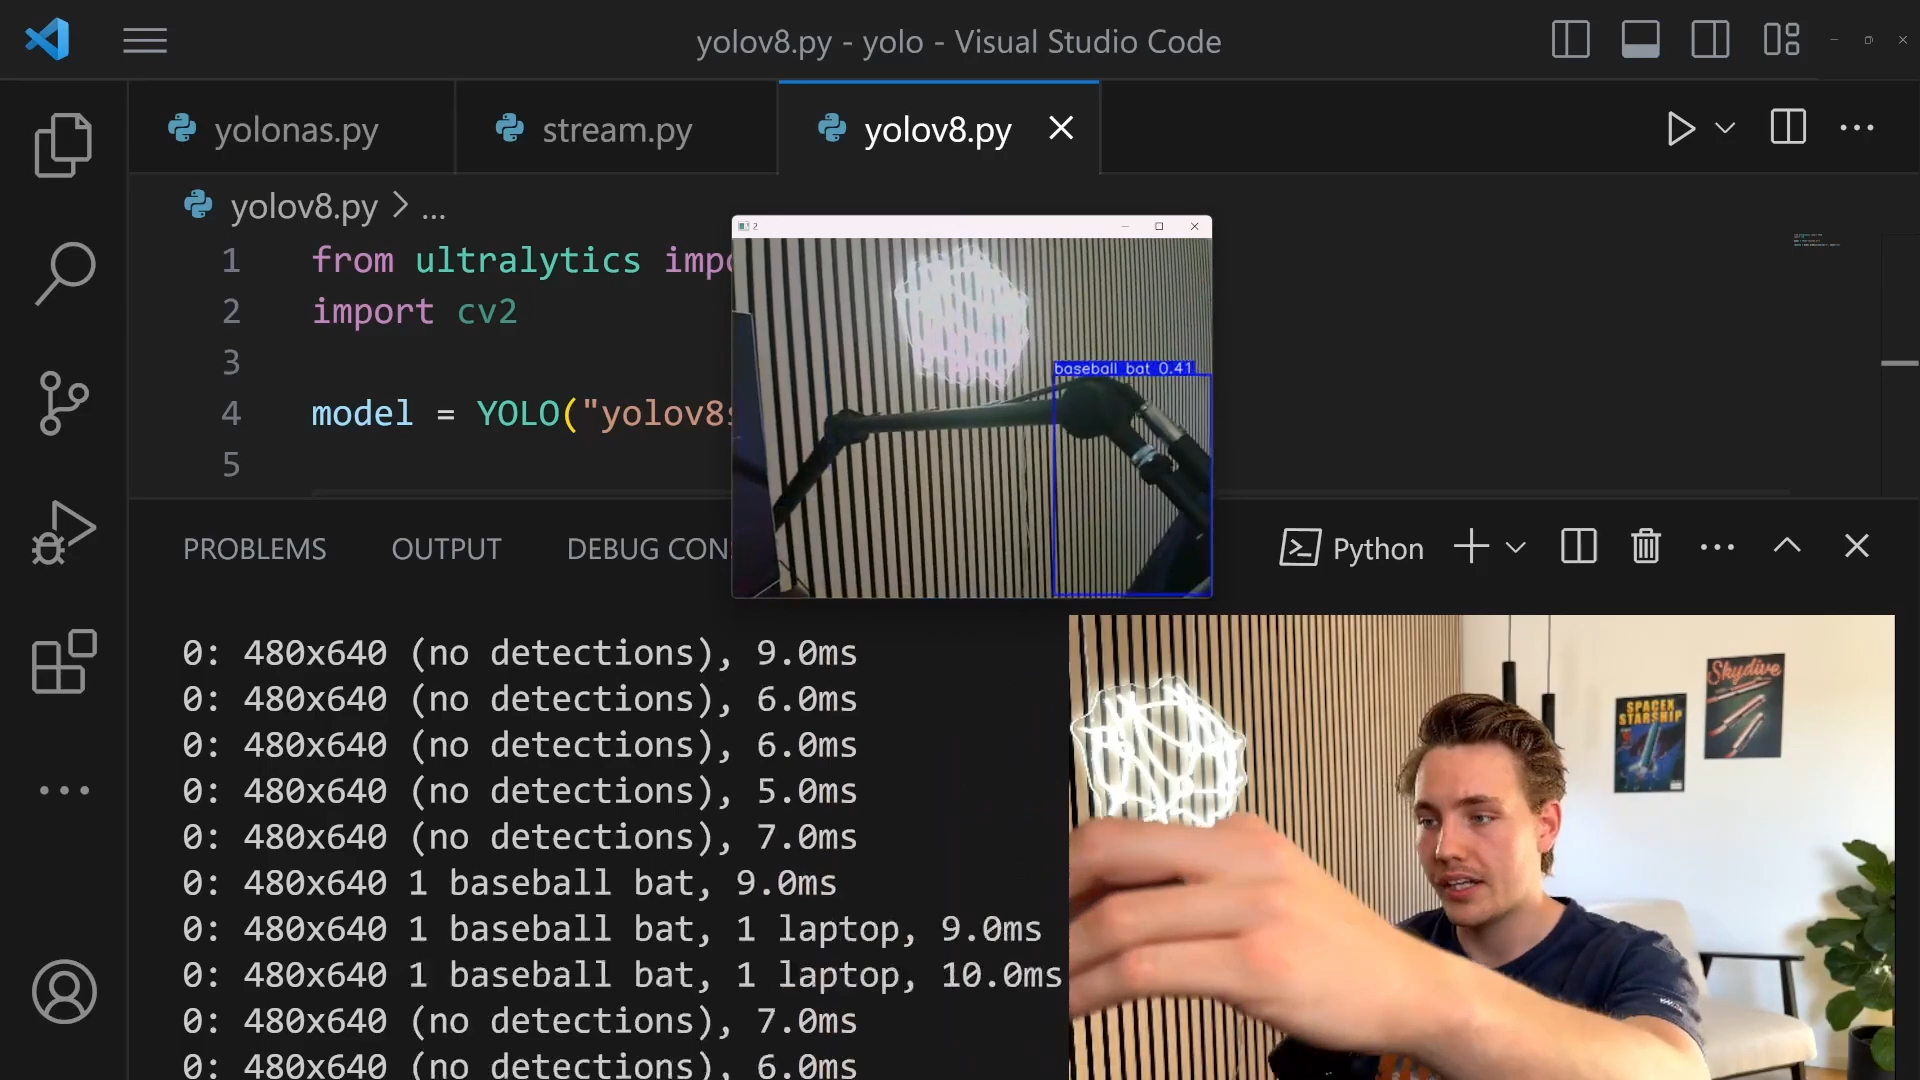 yolov8.py - yolo - Visual Studio Code
yolonas.py
stream.py
yolov8.py
yolov8.py > ...
2
1 from ultralytics
2 import cv2
3
4 model = YOLO("yolov8
5
baseball bat 0.41
PROBLEMS OUTPUT DEBUG
Python
0: 480x640 (no detections), 9.0ms
0: 480x640 (no detections), 6.0ms
0: 480x640 (no detections), 6.0ms
0: 480x640 (no detections), 5.0ms
0: 480x640 (no detections), 7.0ms
0: 480x640 1 baseball bat, 9.0ms
0: 480x640 1 baseball bat, 1 laptop, 9.0ms
0: 480x640 1 baseball bat, 1 laptop, 10.0ms
0: 480x640 (no detections), 7.0ms
0: 480x640 (no detections), 6.0ms
SPACEX
STARSHIP
Skydive